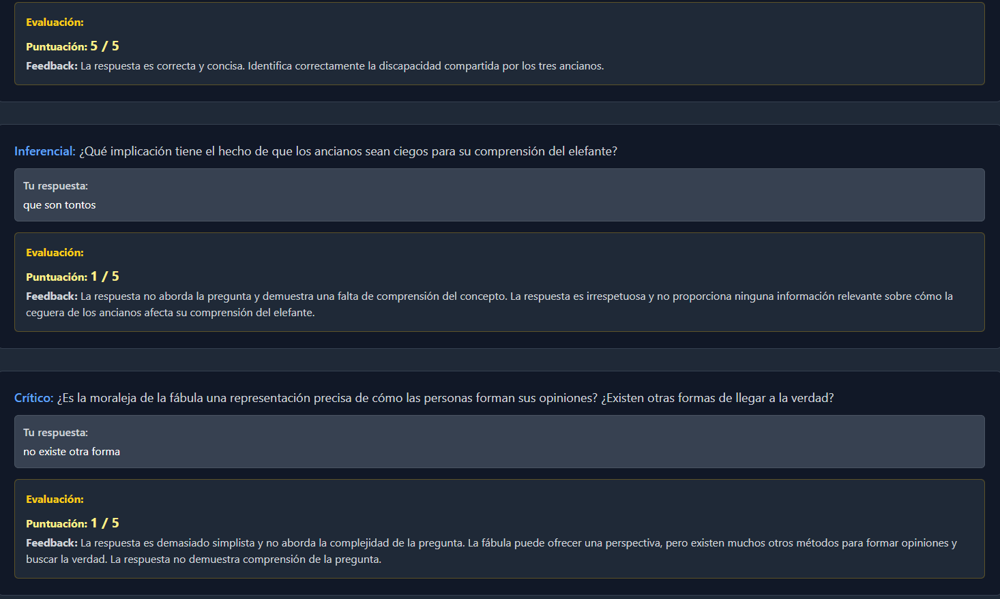 Evaluación:
Puntuación: 5 / 5
Feedback: La respuesta es correcta y concisa. Identifica correctamente la discapacidad compartida por los tres ancianos.
Inferencial: ¿Qué implicación tiene el hecho de que los ancianos sean ciegos para su comprensión del elefante?
Tu respuesta:
que son tontos
Evaluación:
Puntuación: 1 / 5
Feedback: La respuesta no aborda la pregunta y demuestra una falta de comprensión del concepto. La respuesta es irrespetuosa y no proporciona ninguna información relevante sobre cómo la
ceguera de los ancianos afecta su comprensión del elefante.
Crítico: ¿Es la moraleja de la fábula una representación precisa de cómo las personas forman sus opiniones? ¿Existen otras formas de llegar a la verdad?
Tu respuesta:
no existe otra forma
Evaluación:
Puntuación: 1 / 5
Feedback: La respuesta es demasiado simplista y no aborda la complejidad de la pregunta. La fábula puede ofrecer una perspectiva, pero existen muchos otros métodos para formar opiniones y
buscar la verdad. La respuesta no demuestra comprensión de la pregunta.